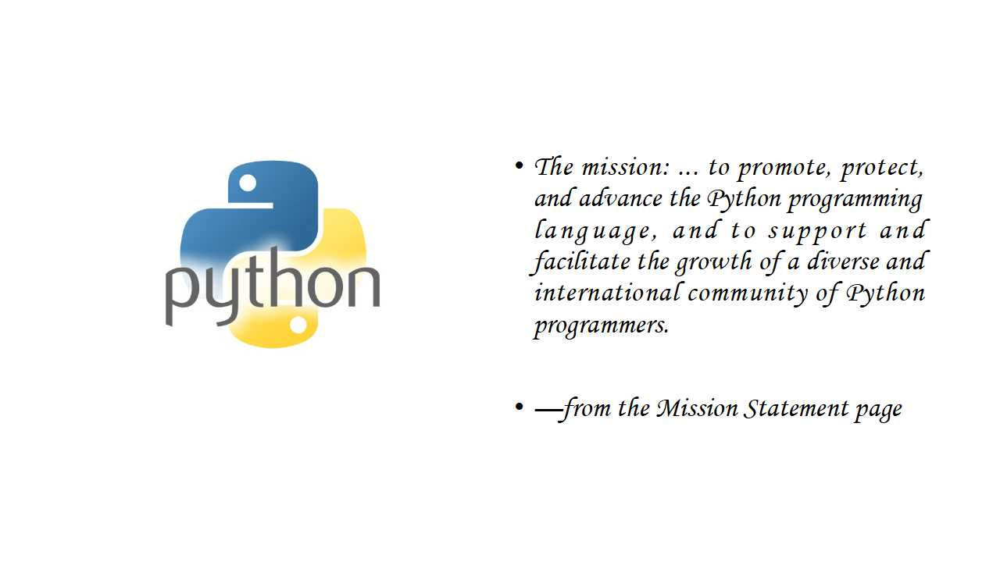 python
• The mission: … to promote, protect,
and advance the Python programming
language, and to support and
facilitate the growth of a diverse and
international community of Python
programmers.
• —from the Mission Statement page